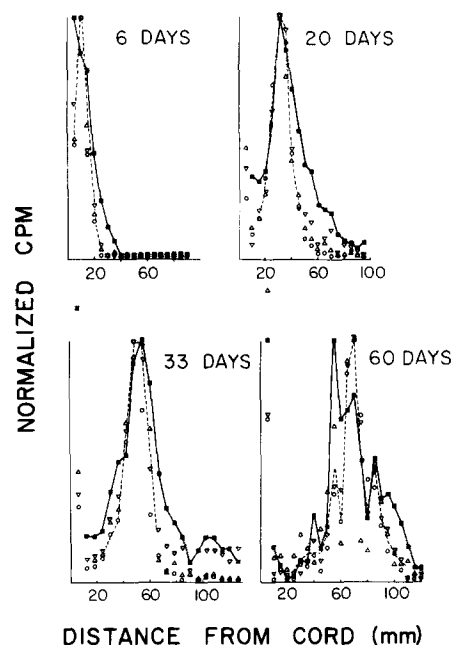 6 DAYS
20 DAYS
20 60
20 60 100
NORMALIZED CPM
33 DAYS
60 DAYS
20 60 100
20 60 100
DISTANCE FROM CORD (mm)